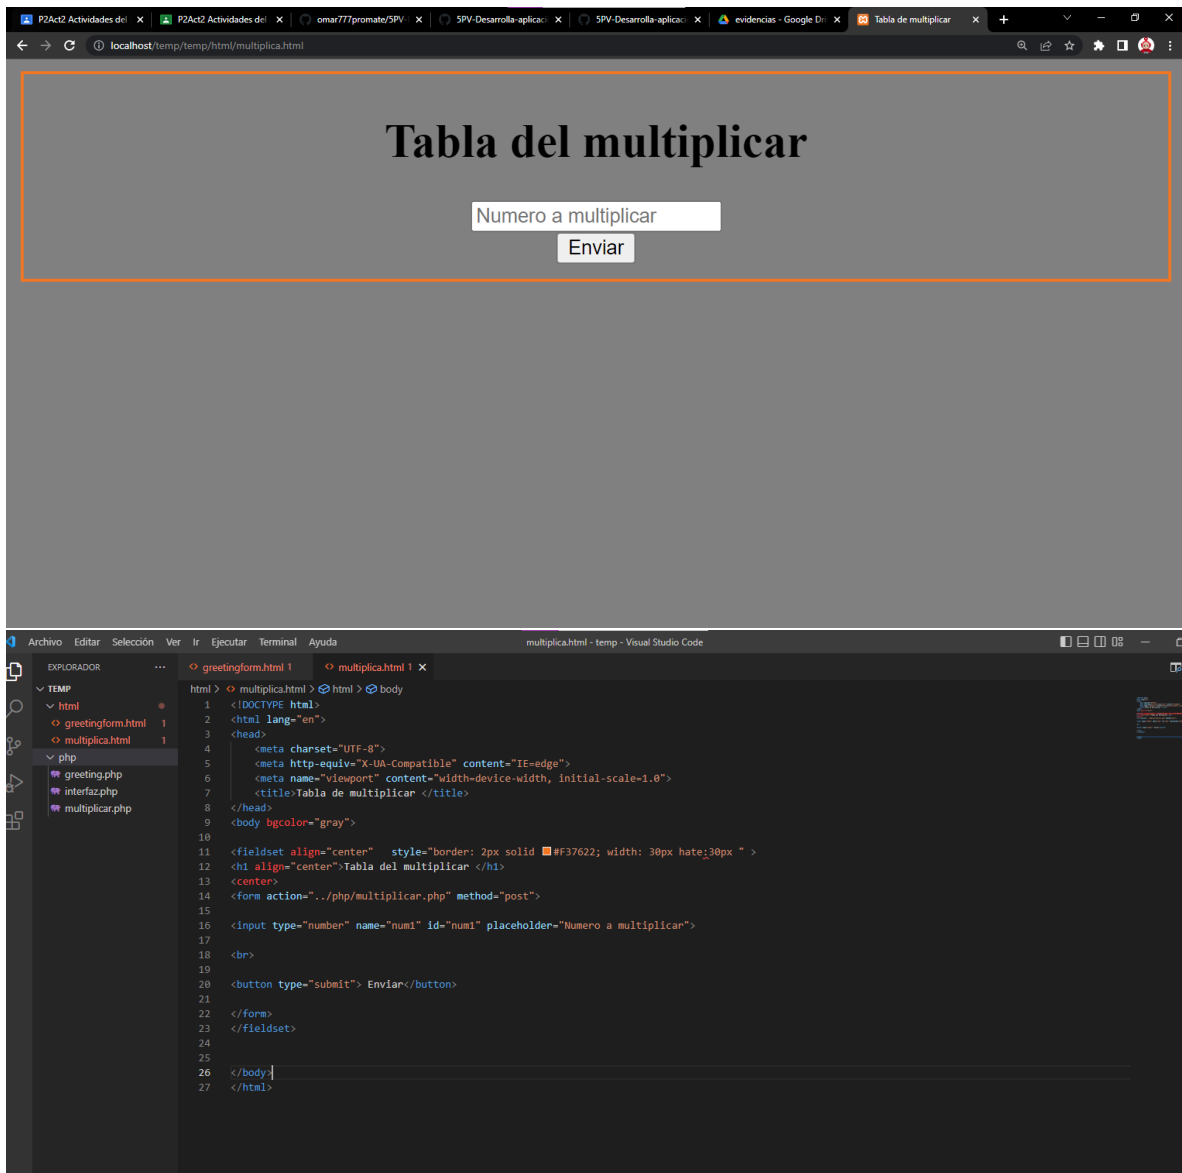 P2Act2 Actividades del
P2Act2 Actividades del
omar777promate/5PV-
5PV-Desarrolla-aplicaci
5PV-Desarrolla-aplicaci
evidencias - Google Dri
Tabla de multiplicar
localhost/temp/temp/html/multiplica.html
Tabla del multiplicar
Numero a multiplicar
Enviar
Archivo Editar Selección Ver Ir Ejecutar Terminal Ayuda
multiplica.html - temp - Visual Studio Code
EXPLORADOR ...
greetingform.html 1
multiplica.html 1
TEMP
html
greetingform.html 1
multiplica.html 1
php
greeting.php
interfaz.php
multiplicar.php
html > multiplica.html > html > body
1 <!DOCTYPE html>
2 <html lang="en">
3 <head>
4 <meta charset="UTF-8">
5 <meta http-equiv="X-UA-Compatible" content="IE=edge">
6 <meta name="viewport" content="width=device-width, initial-scale=1.0">
7 <title>Tabla de multiplicar </title>
8 </head>
9 <body bgcolor="gray">
10
11 <fieldset align="center" style="border: 2px solid #F37622; width: 30px hate:30px " >
12 <h1 align="center">Tabla del multiplicar </h1>
13 <center>
14 <form action="../php/multiplicar.php" method="post">
15
16 <input type="number" name="num1" id="num1" placeholder="Numero a multiplicar">
17
18 <br>
19
20 <button type="submit"> Enviar</button>
21
22 </form>
23 </fieldset>
24
25
26 </body>
27 </html>